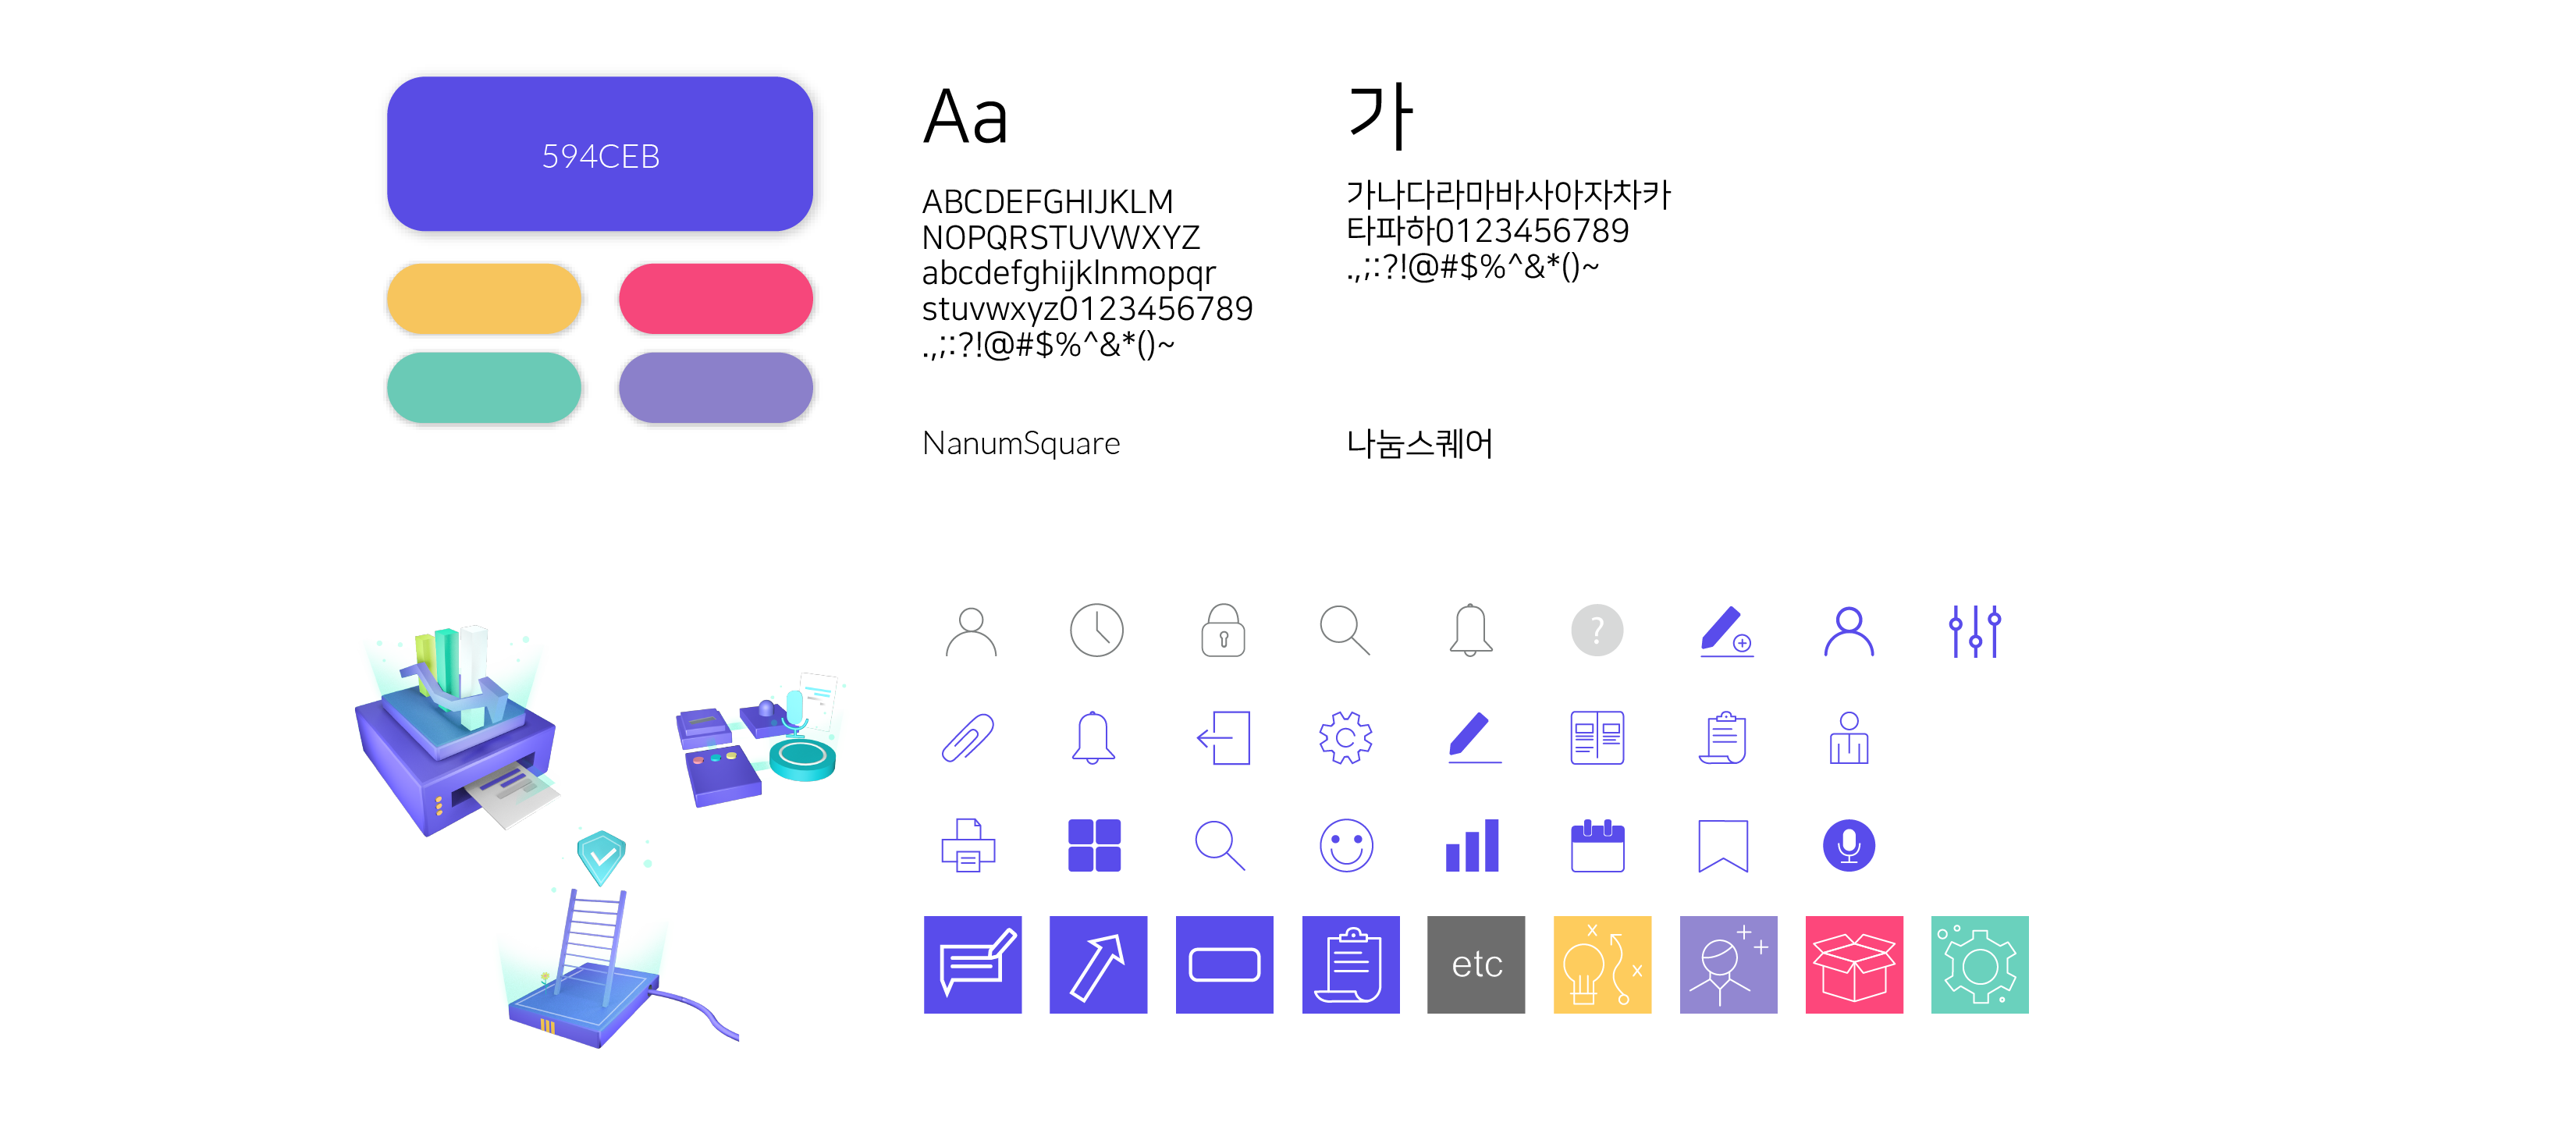 594CEB
Aa
ABCDEFGHIJKLM
NOPQRSTUVWXYZ
abcdefghijklnmopqr
stuvwxyz0123456789
.,;:?!@#$%^&*()~
NanumSquare
가
가나다라마바사아자차카
타파하0123456789
.,;:?!@#$%^&*()~
나눔스퀘어
?
C
etc
x
x